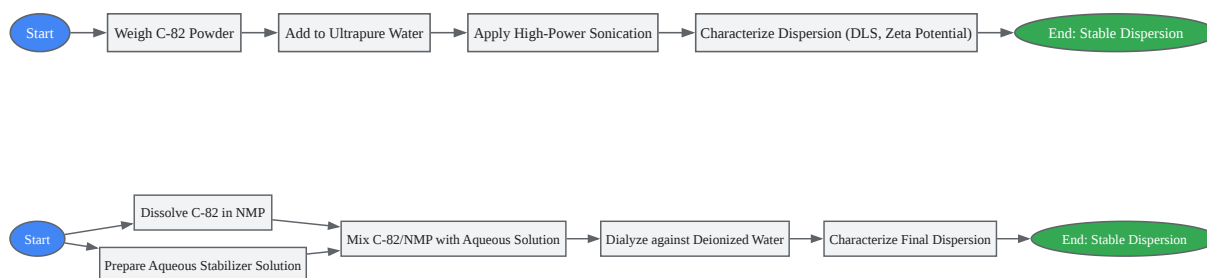 Start
Weigh C-82 Powder
Add to Ultrapure Water
Apply High-Power Sonication
Characterize Dispersion (DLS, Zeta Potential)
End: Stable Dispersion
Start
Dissolve C-82 in NMP
Prepare Aqueous Stabilizer Solution
Mix C-82/NMP with Aqueous Solution
Dialyze against Deionized Water
Characterize Final Dispersion
End: Stable Dispersion